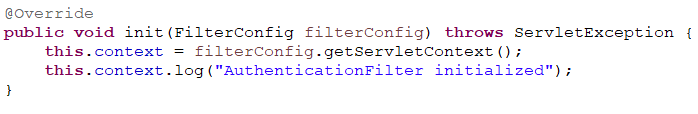 @Override
public void init(FilterConfig filterConfig) throws ServletException {
    this.context = filterConfig.getServletContext();
    this.context.log("AuthenticationFilter initialized");
}